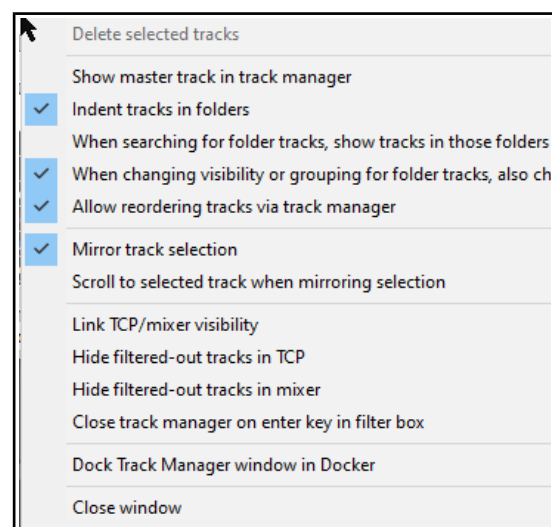 Delete selected tracks
Show master track in track manager
Indent tracks in folders
When searching for folder tracks, show tracks in those folders
When changing visibility or grouping for folder tracks, also
Allow reordering tracks via track manager
Mirror track selection
Scroll to selected track when mirroring selection
Link TCP/mixer visibility
Hide filtered-out tracks in TCP
Hide filtered-out tracks in mixer
Close track manager on enter key in filter box
Dock Track Manager window in Docker
Close window